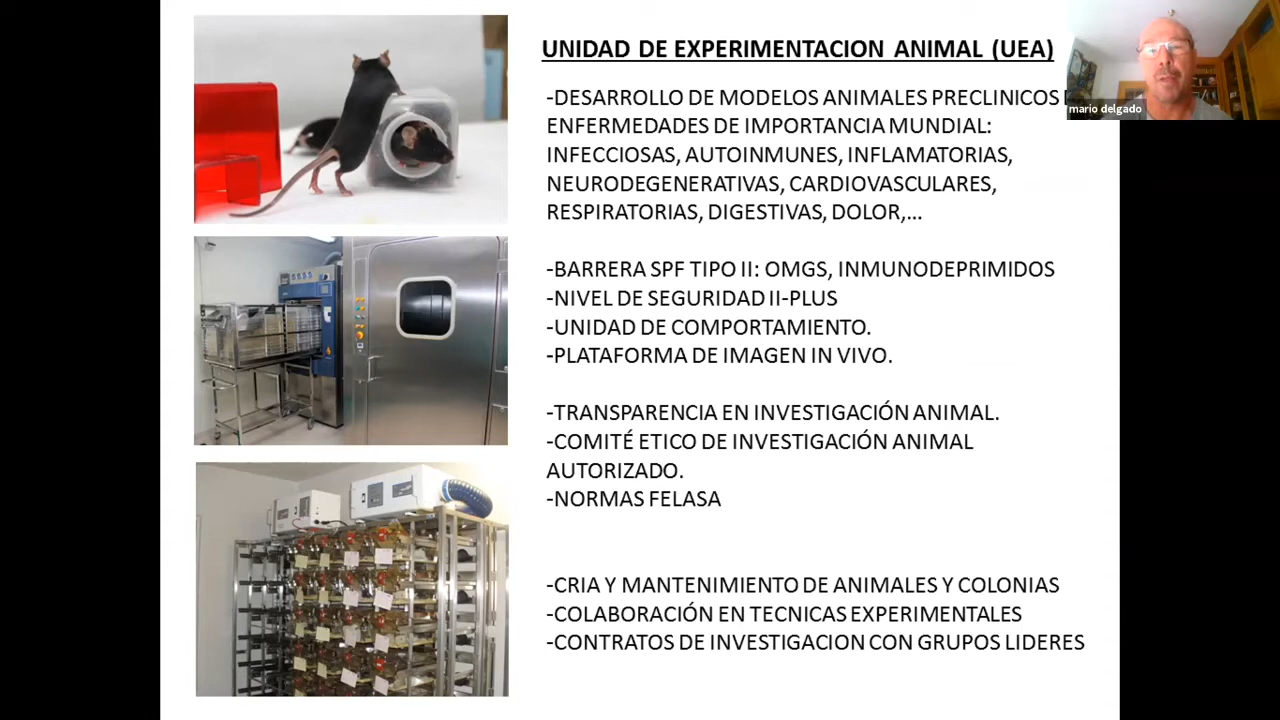 UNIDAD DE EXPERIMENTACION ANIMAL (UEA)
-DESARROLLO DE MODELOS ANIMALES PRECLINICOS
ENFERMEDADES DE IMPORTANCIA MUNDIAL:
INFECCIOSAS, AUTOINMUNES, INFLAMATORIAS,
NEURODEGENERATIVAS, CARDIOVASCULARES,
RESPIRATORIAS, DIGESTIVAS, DOLOR,...
-BARRERA SPF TIPO II: OMGS, INMUNODEPRIMIDOS
-NIVEL DE SEGURIDAD II-PLUS
-UNIDAD DE COMPORTAMIENTO.
-PLATAFORMA DE IMAGEN IN VIVO.
-TRANSPARENCIA EN INVESTIGACIÓN ANIMAL.
-COMITÉ ETICO DE INVESTIGACIÓN ANIMAL
AUTORIZADO.
-NORMAS FELASA
-CRIA Y MANTENIMIENTO DE ANIMALES Y COLONIAS
-COLABORACIÓN EN TECNICAS EXPERIMENTALES
-CONTRATOS DE INVESTIGACION CON GRUPOS LIDERES
mario delgado